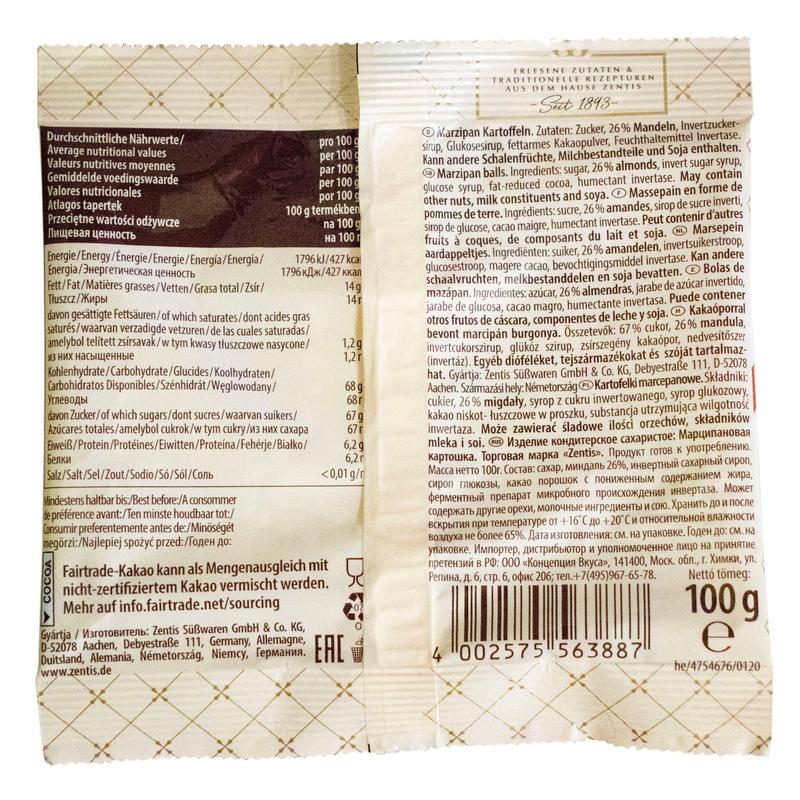 ERLESENE ZUTATEN &
TRADITIONELLE REZEPTUREN
AUS DEM HAUSE ZENTIS
-Seit 1893-
Durchschnittliche Nährwerte/
Average nutritional values
Valeurs nutritives moyennes
Gemiddelde voedingswaarde
Valores nutricionales
Atlagos tapertek
Przeciętne wartości odżywcze
Пищевая ценность
pro 100 g
per 100 g
par 100 g
per 100 g
por 100 g
100 g termékben
na 100 g
на 100 г
Energie/Energy/Énergie/Energie/Energía/Energia/ 1796 kJ/427 kcal
Energia/Энергетическая ценность 1796 кДж/427 ккал
Fett/Fat/Matières grasses/Vetten/Grasa total/Zsír/ 14 g
Tłuszcz/Жиры 14 г
davon gesättigte Fettsäuren/of which saturates/dont acides gras
saturés/waarvan verzadigde vetzuren/de las cuales saturadas/
amelybol telített zsírsavak/w tym kwasy tłuszczowe nasycone/ 1,2 g
из них насыщенные 1,2 г
Kohlenhydrate/Carbohydrate/Glucides/Koolhydraten/
Carbohidratos Disponibles/Szénhidrát/Węglowodany/ 68 g
Углеводы 68 г
davon Zucker/of which sugars/dont sucres/waarvan suikers/ 67 g
Azúcares totales/amelybol cukrok/w tym cukry/из них сахара 67 г
Eiweiß/Protein/Protéines/Eiwitten/Proteína/Fehérje/Białko/ 6,2 g
Белки 6,2 г
Salz/Salt/Sel/Zout/Sodio/Só/Sól/Соль <0,01 g/г
Mindestens haltbar bis:/Best before:/A consommer
de préférence avant:/Ten minste houdbaar tot:/
Consumir preferentemente antes de:/Minőségét
megörzi:/Najlepiej spożyć przed:/Годен до:
COCOA
Fairtrade-Kakao kann als Mengenausgleich mit
nicht-zertifiziertem Kakao vermischt werden.
Mehr auf info.fairtrade.net/sourcing
07
Gyártja / Изготовитель: Zentis Süßwaren GmbH & Co. KG,
D-52078 Aachen, Debyestraße 111, Germany, Allemagne,
Duitsland, Alemania, Németország, Niemcy, Германия.
www.zentis.de
EAC
D Marzipan Kartoffeln. Zutaten: Zucker, 26% Mandeln, Invertzucker-
sirup, Glukosesirup, fettarmes Kakaopulver, Feuchthaltemittel Invertase.
Kann andere Schalenfrüchte, Milchbestandteile und Soja enthalten.
GB Marzipan balls. Ingredients: sugar, 26% almonds, invert sugar syrup,
glucose syrup, fat-reduced cocoa, humectant invertase. May contain
other nuts, milk constituents and soya. F Massepain en forme de
pommes de terre. Ingrédients: sucre, 26% amandes, sirop de sucre inverti,
sirop de glucose, cacao maigre, humectant invertase. Peut contenir d'autres
fruits à coques, de composants du lait et soja. NL Marsepein
aardappeltjes. Ingrediënten: suiker, 26% amandelen, invertsuikerstroop,
glucosestroop, magere cacao, bevochtigingsmiddel invertase. Kan andere
schaalvruchten, melkbestanddelen en soja bevatten. E Bolas de
mazápan. Ingredientes: azúcar, 26% almendras, jarabe de azúcar invertido,
jarabe de glucosa, cacao magro, humectante invertasa. Puede contener
otros frutos de cáscara, componentes de leche y soja. H Kakaóporral
bevont marcipán burgonya. Összetevők: 67% cukor, 26% mandula,
invertcukorszirup, glükóz szirup, zsírszegény kakaópor, nedvesítőszer
(invertáz). Egyéb dióféléket, tejszármazékokat és szóját tartalmaz-
hat. Gyártja: Zentis Süßwaren GmbH & Co. KG, Debyestraße 111, D-52078
Aachen. Származási hely: Németország PL Kartofelki marcepanowe. Składniki:
cukier, 26% migdały, syrop z cukru inwertowanego, syrop glukozowy,
kakao niskot- łuszczowe w proszku, substancja utrzymująca wilgotność
inwertaza. Może zawierać śladowe ilości orzechów, składników
mleka i soi. RUS Изделие кондитерское сахаристое: Марципановая
картошка. Торговая марка «Zentis». Продукт готов к употреблению.
Масса нетто 100г. Состав: сахар, миндаль 26%, инвертный сахарный сироп,
сироп глюкозы, какао порошок с пониженным содержанием жира,
ферментный препарат микробного происхождения инвертаза. Может
содержать другие орехи, молочные ингредиенты и сою. Хранить до и после
вскрытия при температуре от +16˚С до +20˚С и относительной влажности
воздуха не более 65%. Дата изготовления: см. на упаковке. Годен до: см. на
упаковке. Импортер, дистрибьютор и уполномоченное лицо на принятие
претензий в РФ: ООО «Концепция Вкуса», 141400, Моск. обл., г. Химки, ул.
Репина, д. 6, стр. 6, офис 206; тел.+7(495)967-65-78.
Nettó tömeg:
100 g
e
4 002575 563887
he/4754676/0120